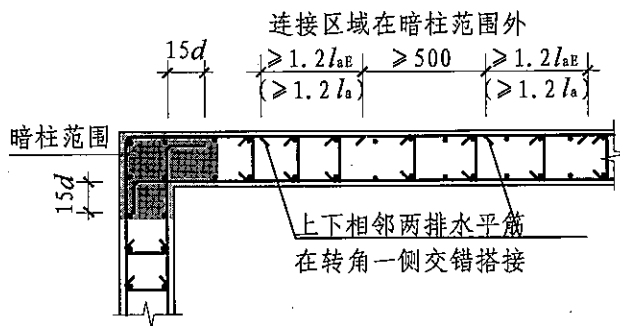 连接区域在暗柱范围外
15d
≥1.2laE
≥500
≥1.2laE
(≥1.2la)
(≥1.2la)
暗柱范围
15d
上下相邻两排水平筋
在转角一侧交错搭接